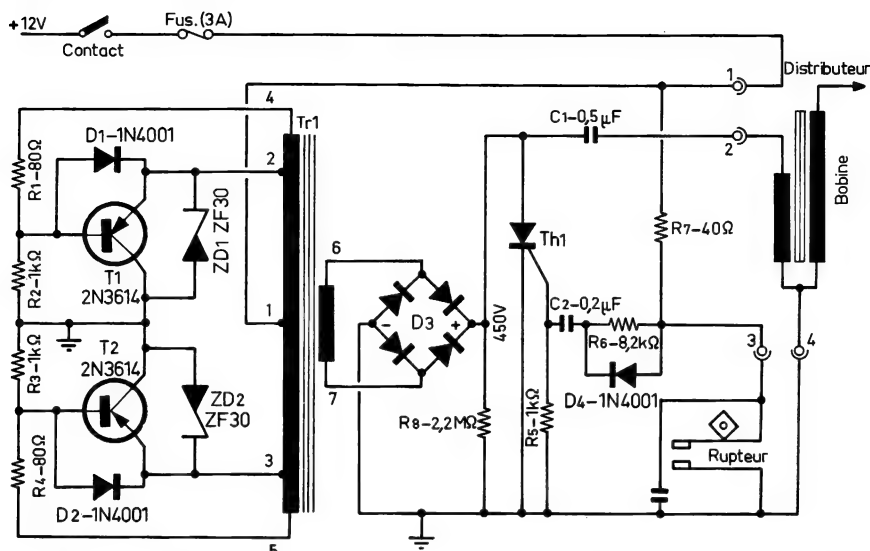 +12V
Contact
Fus.(3A)
1
Distributeur
4
Tr1
D1-1N4001
2
C1-0,5µF
2
R1-80Ω
ZD1 ZF30
Bobine
T1
2N3614
R2-1kΩ
Th1
R7-40Ω
6
1
D3
-
+
450V
C2-0,2µF
R6-8,2kΩ
3
4
R3-1kΩ
T2
2N3614
ZD2
ZF30
7
D4-1N4001
R8-2,2MΩ
R5-1kΩ
Rupteur
R4-80Ω
3
D2-1N4001
5